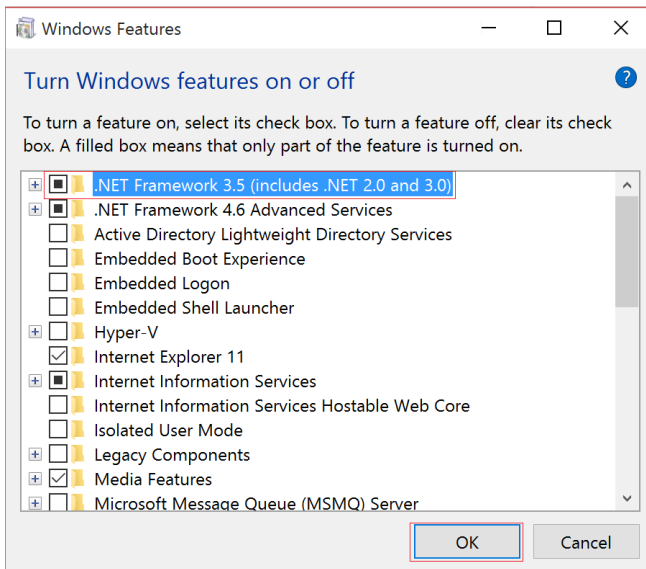 Windows Features
Turn Windows features on or off
?
To turn a feature on, select its check box. To turn a feature off, clear its check
box. A filled box means that only part of the feature is turned on.
.NET Framework 3.5 (includes .NET 2.0 and 3.0)
.NET Framework 4.6 Advanced Services
Active Directory Lightweight Directory Services
Embedded Boot Experience
Embedded Logon
Embedded Shell Launcher
Hyper-V
Internet Explorer 11
Internet Information Services
Internet Information Services Hostable Web Core
Isolated User Mode
Legacy Components
Media Features
Microsoft Message Queue (MSMQ) Server
OK
Cancel